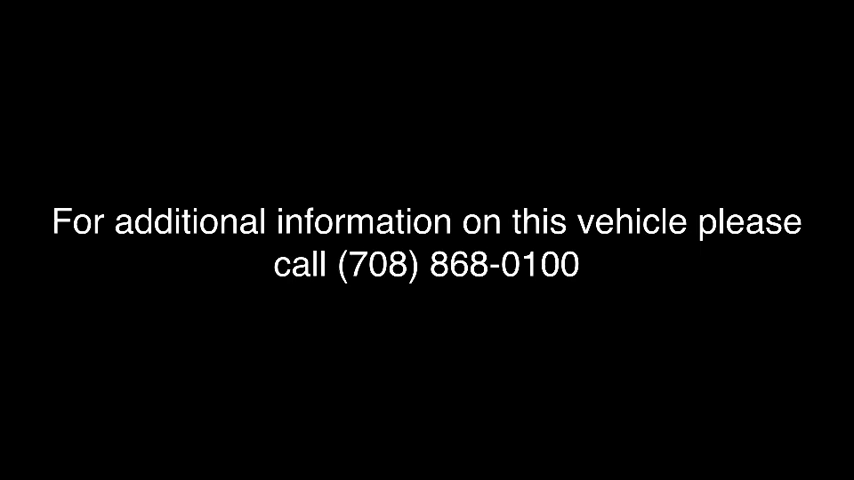 For additional information on this vehicle please
call (708) 868-0100